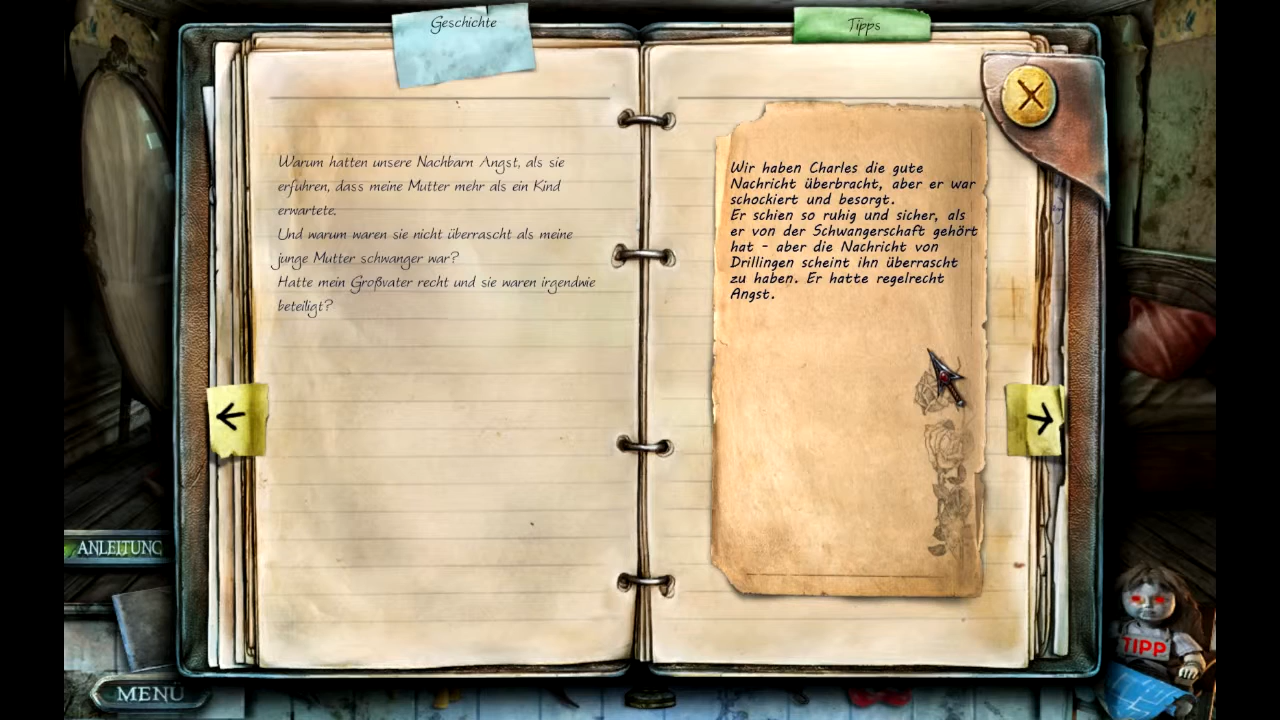 Geschichte
Tipps
Warum hatten unsere Nachbarn Angst, als sie
erfuhren, dass meine Mutter mehr als ein Kind
erwartete.
Und warum waren sie nicht überrascht als meine
junge Mutter schwanger war?
Hatte mein Großvater recht und sie waren irgendwie
beteiligt?
Wir haben Charles die gute
Nachricht überbracht, aber er war
schockiert und besorgt.
Er schien so ruhig und sicher, als
er von der Schwangerschaft gehört
hat - aber die Nachricht von
Drillingen scheint ihn überrascht
zu haben. Er hatte regelrecht
Angst.
ANLEITUNG
MENÜ
TIPP